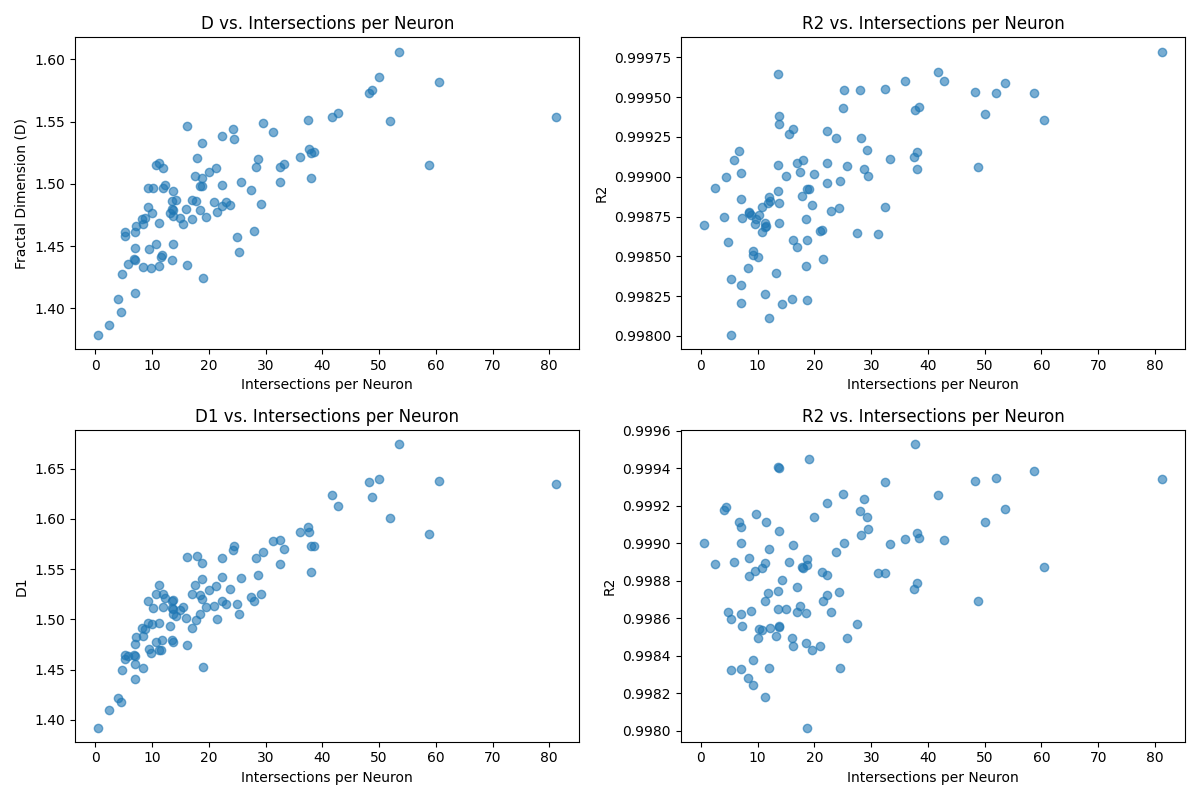 D vs. Intersections per Neuron
Fractal Dimension (D)
1.60
1.55
1.50
1.45
1.40
0 10 20 30 40 50 60 70 80
Intersections per Neuron
R2 vs. Intersections per Neuron
R2
0.99975
0.99950
0.99925
0.99900
0.99875
0.99850
0.99825
0.99800
0 10 20 30 40 50 60 70 80
Intersections per Neuron
D1 vs. Intersections per Neuron
D1
1.65
1.60
1.55
1.50
1.45
1.40
0 10 20 30 40 50 60 70 80
Intersections per Neuron
R2 vs. Intersections per Neuron
R2
0.9996
0.9994
0.9992
0.9990
0.9988
0.9986
0.9984
0.9982
0.9980
0 10 20 30 40 50 60 70 80
Intersections per Neuron